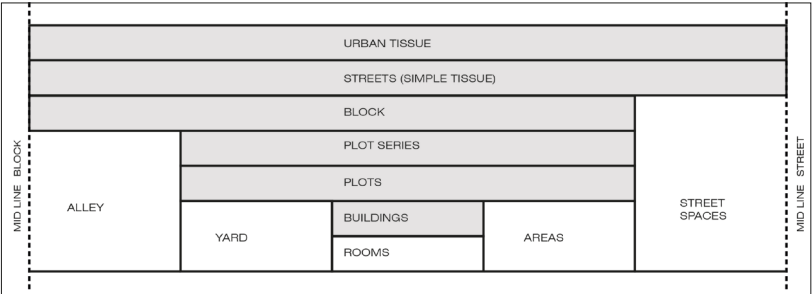 URBAN TISSUE
STREETS (SIMPLE TISSUE)
BLOCK
PLOT SERIES
PLOTS
MID LINE BLOCK
ALLEY
YARD
BUILDINGS
ROOMS
AREAS
STREET
SPACES
MID LINE STREET